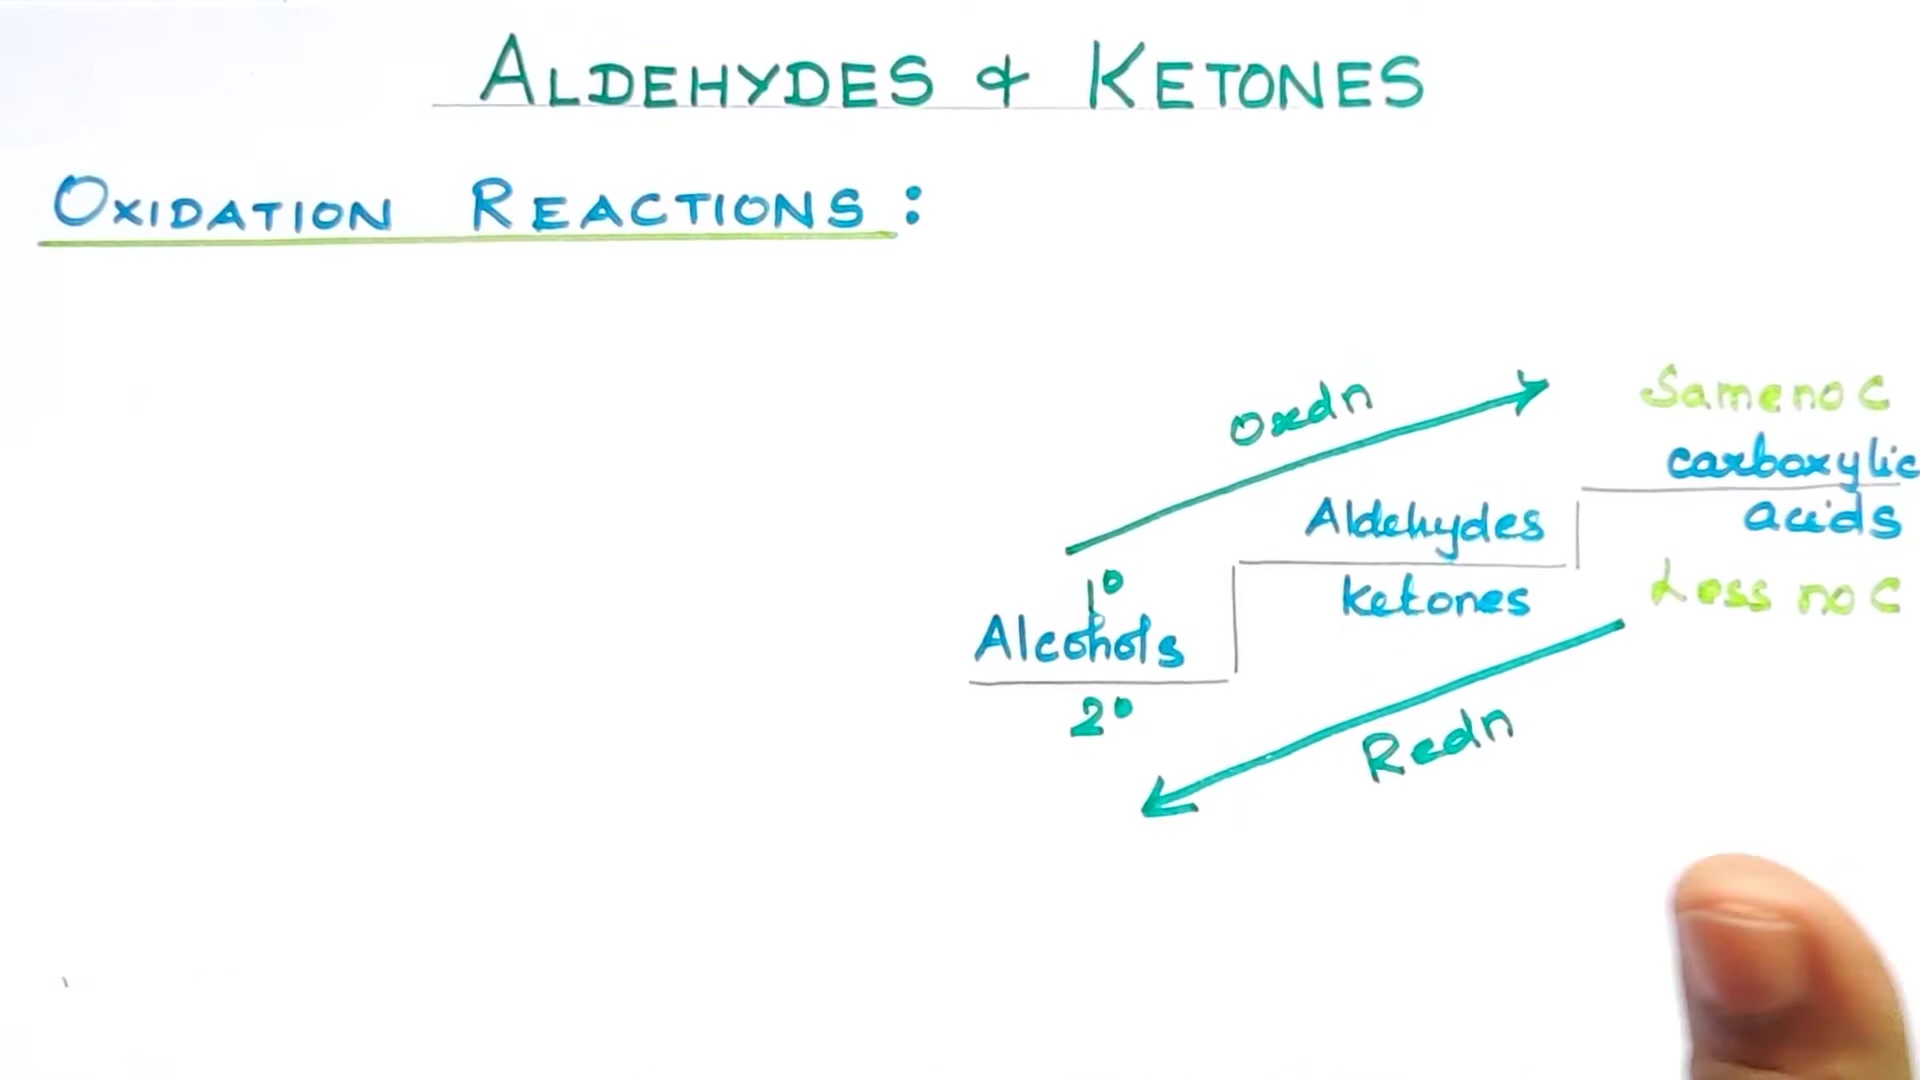 ALDEHYDES & KETONES
OXIDATION REACTIONS :
Oxdn
Same no C
carboxylic
acids
Aldehydes
ketones
Less no C
1°
Alcohols
2°
Redn